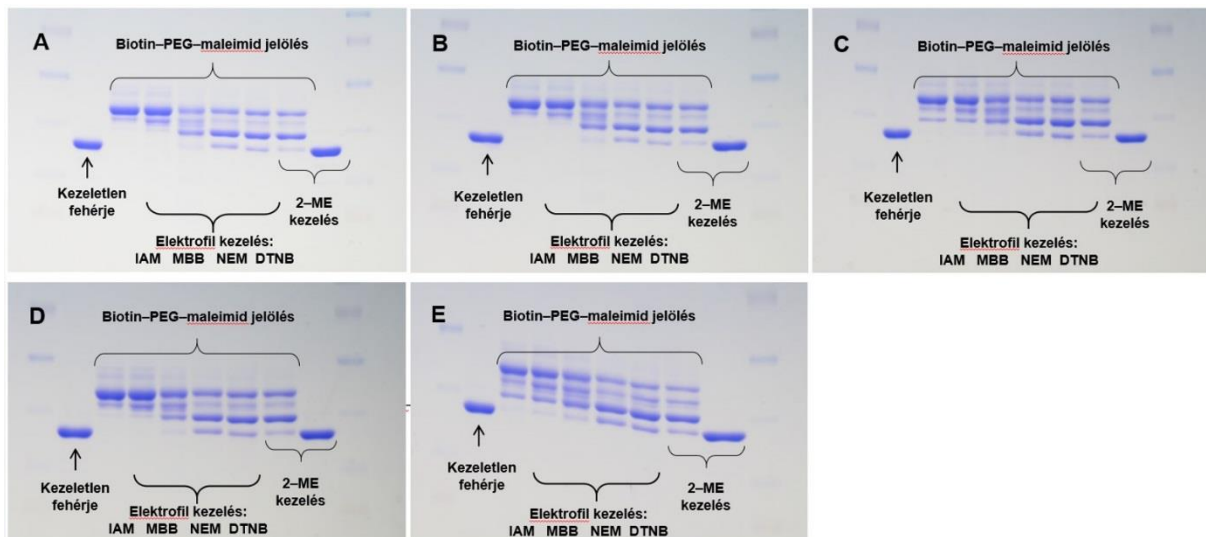 A
Biotin–PEG–maleimid jelölés
Kezeletlen
fehérje
2–ME
kezelés
Elektrofil kezelés:
IAM MBB NEM DTNB
B
Biotin–PEG–maleimid jelölés
Kezeletlen
fehérje
2–ME
kezelés
Elektrofil kezelés:
IAM MBB NEM DTNB
C
Biotin–PEG–maleimid jelölés
Kezeletlen
fehérje
2–ME
kezelés
Elektrofil kezelés:
IAM MBB NEM DTNB
D
Biotin–PEG–maleimid jelölés
Kezeletlen
fehérje
2–ME
kezelés
Elektrofil kezelés:
IAM MBB NEM DTNB
E
Biotin–PEG–maleimid jelölés
Kezeletlen
fehérje
2–ME
kezelés
Elektrofil kezelés:
IAM MBB NEM DTNB